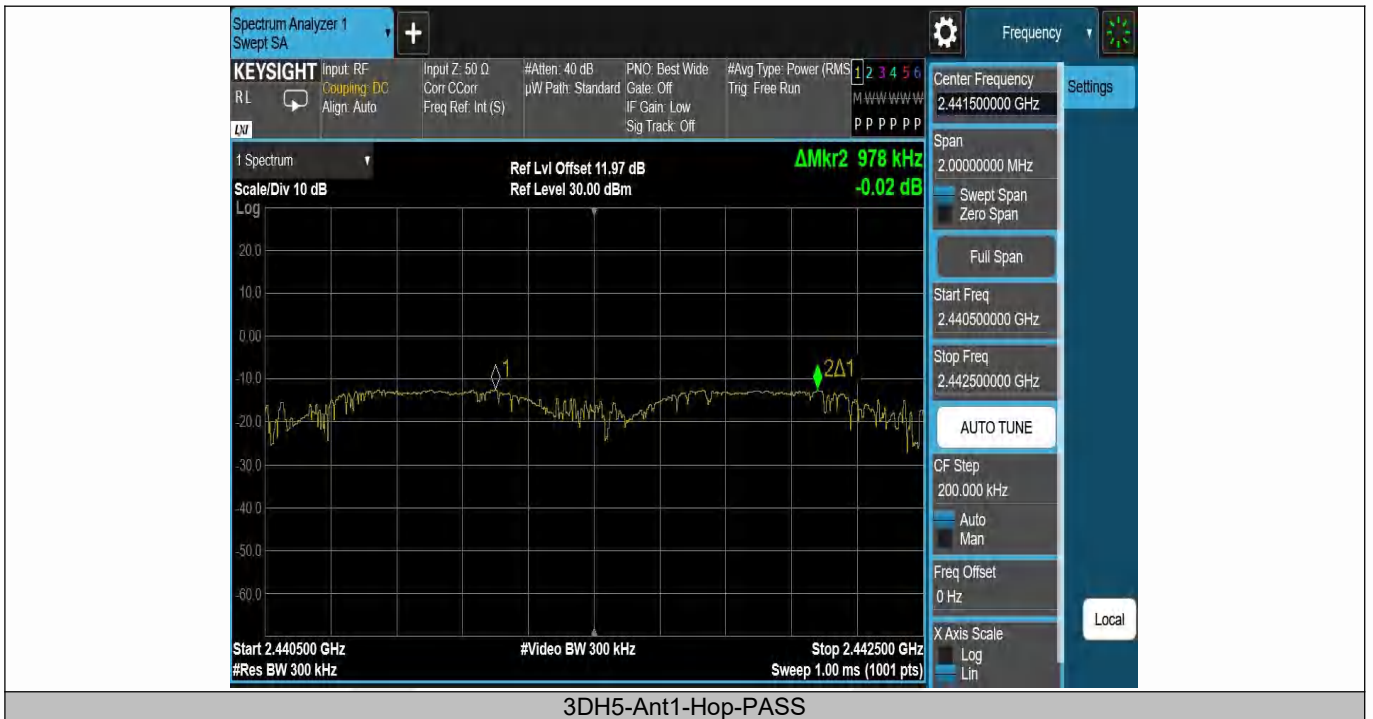 Spectrum Analyzer 1
Swept SA
+
Frequency
KEYSIGHT
RL
LXI
Input: RF
Coupling: DC
Align: Auto
Input Z: 50 Ω
Corr CCorr
Freq Ref: Int (S)
#Atten: 40 dB
µW Path: Standard
PNO: Best Wide
Gate: Off
IF Gain: Low
Sig Track: Off
#Avg Type: Power (RMS
Trig: Free Run
1 2 3 4 5 6
M W W W W W
P P P P P P
Center Frequency
2.441500000 GHz
Settings
Span
2.00000000 MHz
Swept Span
Zero Span
Full Span
Start Freq
2.440500000 GHz
Stop Freq
2.442500000 GHz
AUTO TUNE
CF Step
200.000 kHz
Auto
Man
Freq Offset
0 Hz
X Axis Scale
Log
Lin
Local
1 Spectrum
Scale/Div 10 dB
Ref Lvl Offset 11.97 dB
Ref Level 30.00 dBm
ΔMkr2 978 kHz
-0.02 dB
Log
20.0
10.0
0.00
-10.0
-20.0
-30.0
-40.0
-50.0
-60.0
1
2Δ1
Start 2.440500 GHz
#Res BW 300 kHz
#Video BW 300 kHz
Stop 2.442500 GHz
Sweep 1.00 ms (1001 pts)
3DH5-Ant1-Hop-PASS